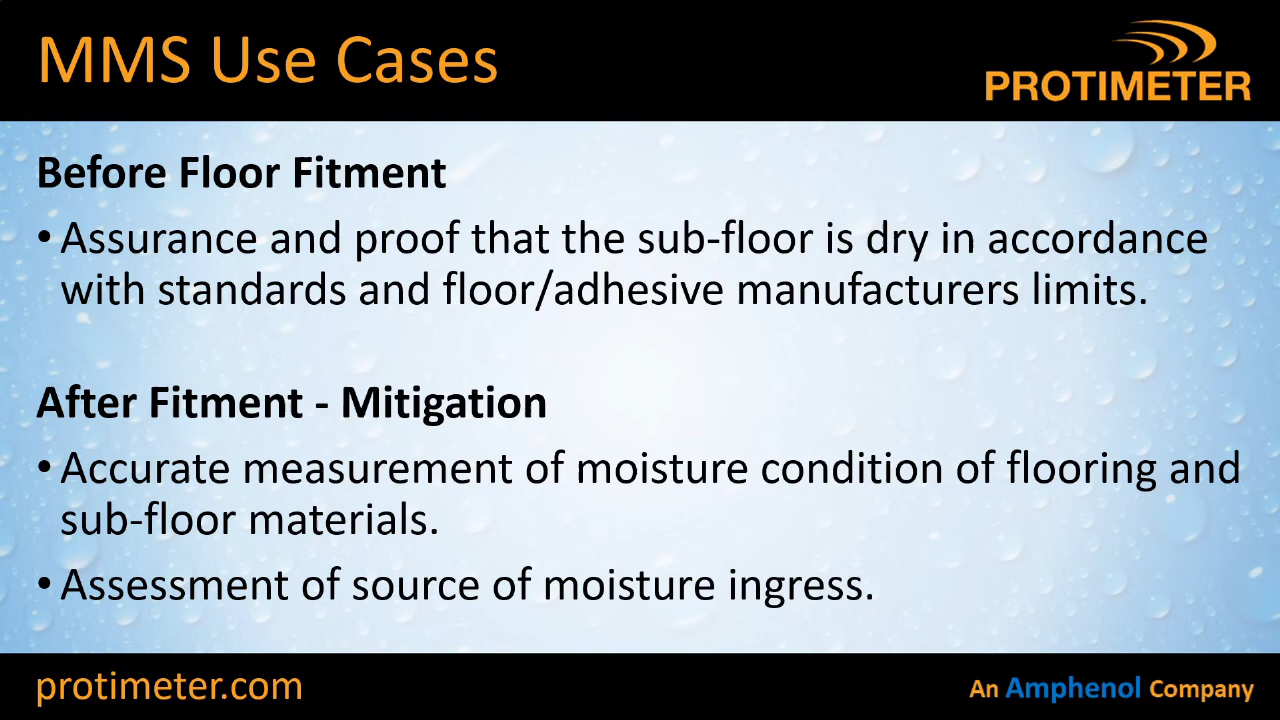 MMS Use Cases
PROTIMETER
Before Floor Fitment
• Assurance and proof that the sub-floor is dry in accordance
with standards and floor/adhesive manufacturers limits.
After Fitment - Mitigation
• Accurate measurement of moisture condition of flooring and
sub-floor materials.
• Assessment of source of moisture ingress.
protimeter.com
An Amphenol Company